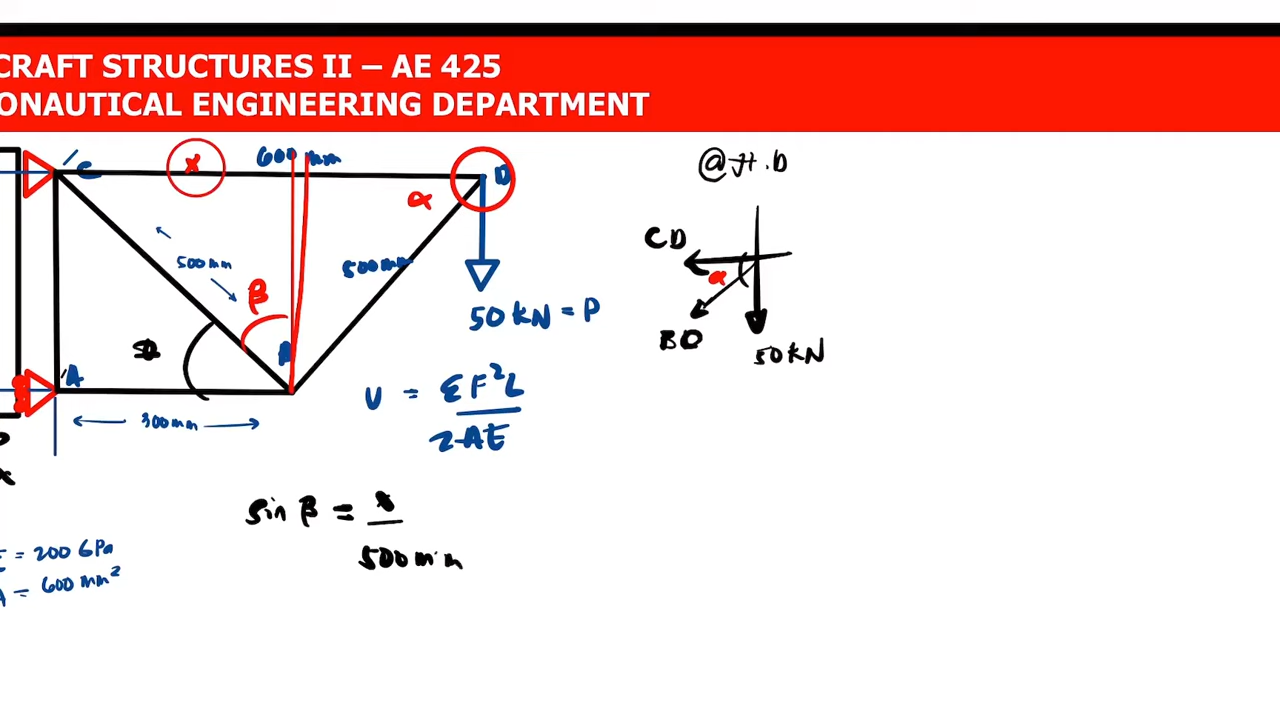 CRAFT STRUCTURES II – AE 425
ONAUTICAL ENGINEERING DEPARTMENT
C
x
600 mm
D
α
500 mm
500 mm
β
50 kN = P
B
A
300 mm
U = ΣF²L
2AE
sin β = x
500 mm
E = 200 GPa
A = 600 mm²
@ Jt. D
CD
α
BD
50 kN